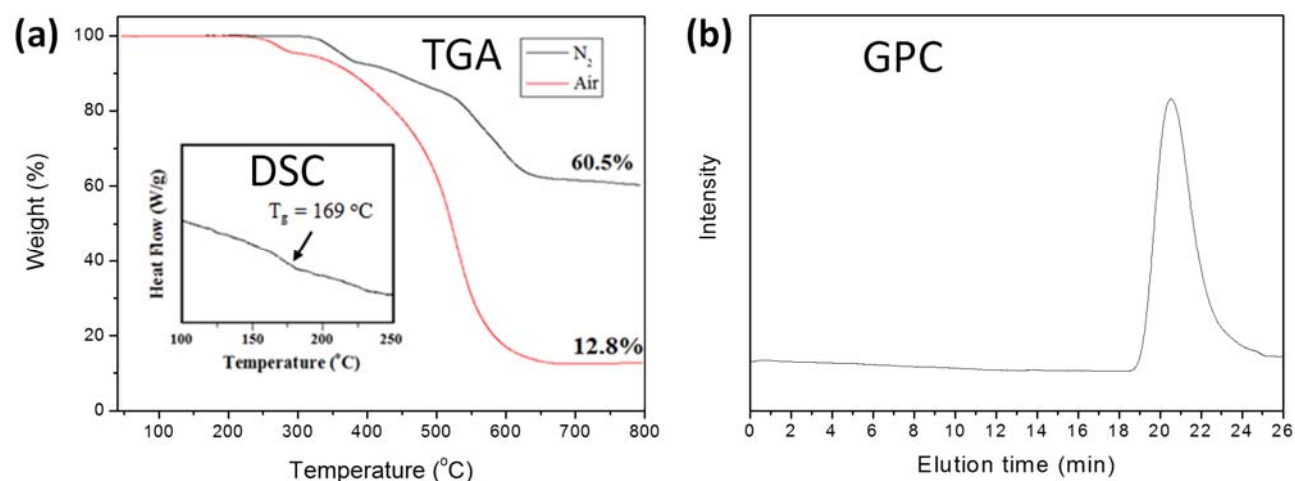 (a)
TGA
N₂
Air
100
80
60
40
20
0
Weight (%)
60.5%
12.8%
DSC
T_g = 169 °C
Heat Flow (W/g)
100 150 200 250
Temperature (°C)
100 200 300 400 500 600 700 800
Temperature (°C)
(b)
GPC
Intensity
0 2 4 6 8 10 12 14 16 18 20 22 24 26
Elution time (min)